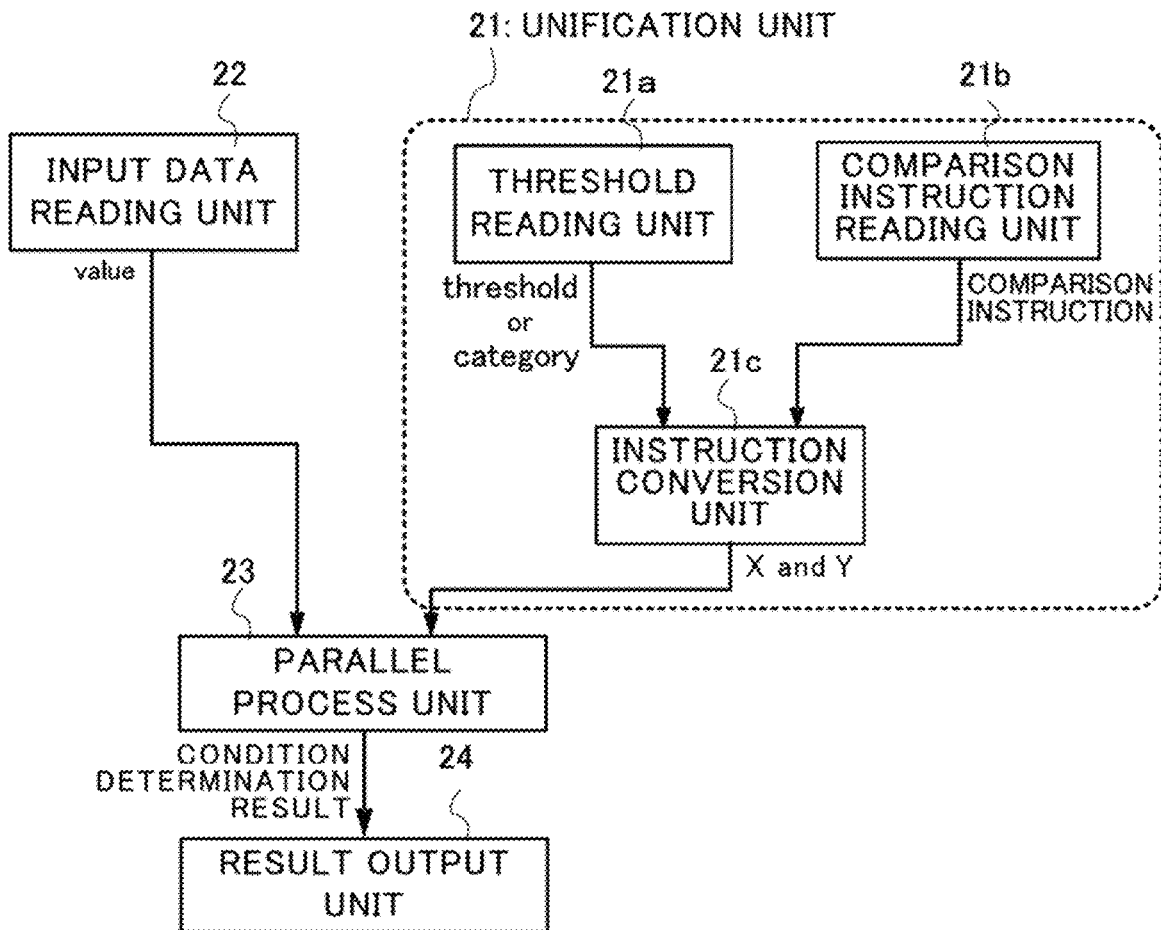 21: UNIFICATION UNIT
22
21a
21b
INPUT DATA
READING UNIT
THRESHOLD
READING UNIT
COMPARISON
INSTRUCTION
READING UNIT
value
threshold
or
category
COMPARISON
INSTRUCTION
21c
INSTRUCTION
CONVERSION
UNIT
X and Y
23
PARALLEL
PROCESS UNIT
CONDITION
DETERMINATION
RESULT
24
RESULT OUTPUT
UNIT